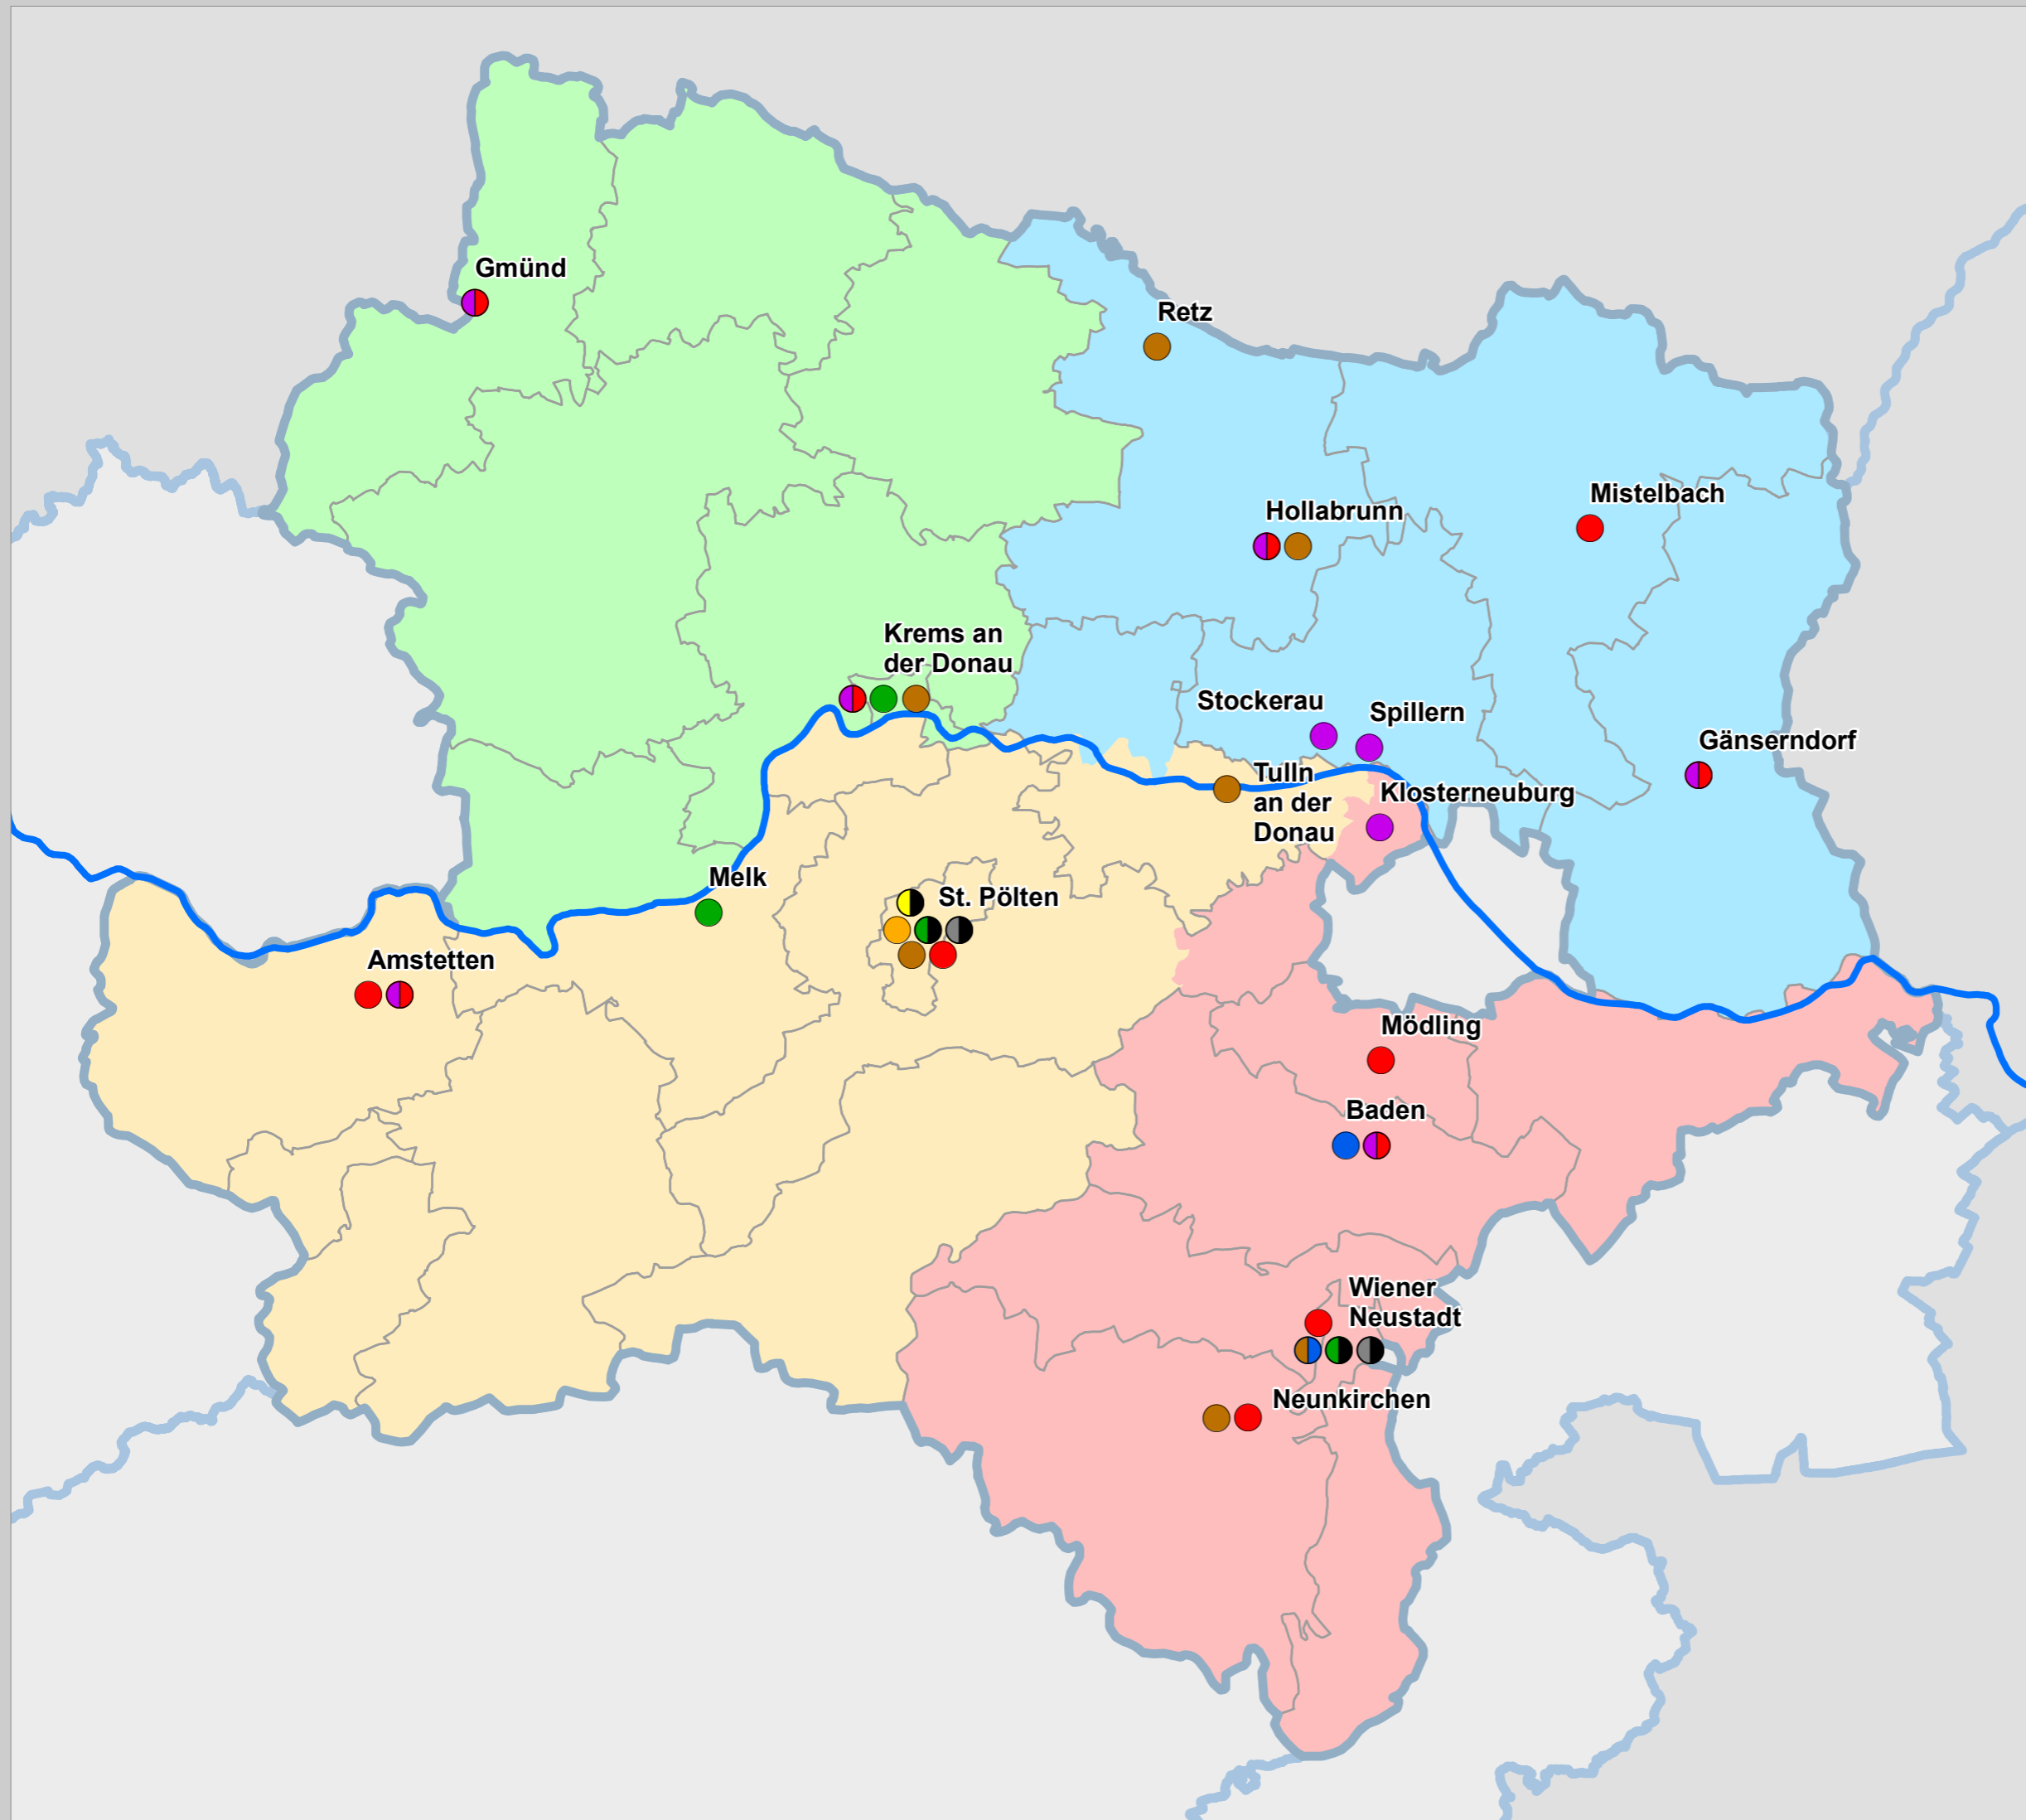 Gmünd
Retz
Mistelbach
Hollabrunn
Krems an
der Donau
Stockerau
Spillern
Gänserndorf
Tulln
an der
Donau
Klosterneuburg
Melk
St. Pölten
Amstetten
Mödling
Baden
Wiener
Neustadt
Neunkirchen